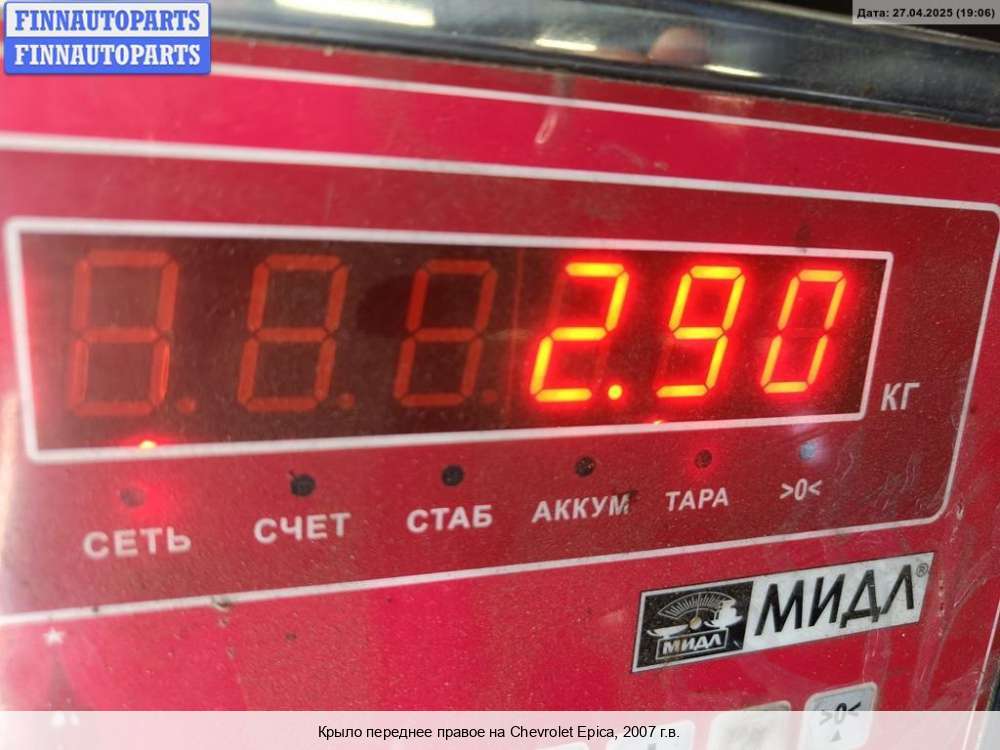 FINNAUTOPARTS
FINNAUTOPARTS
Дата: 27.04.2025 (19:06)
2.90
КГ
СЕТЬ СЧЕТ СТАБ АККУМ ТАРА >0<
МИДЛ МИДЛ®
>0<
Крыло переднее правое на Chevrolet Epica, 2007 г.в.